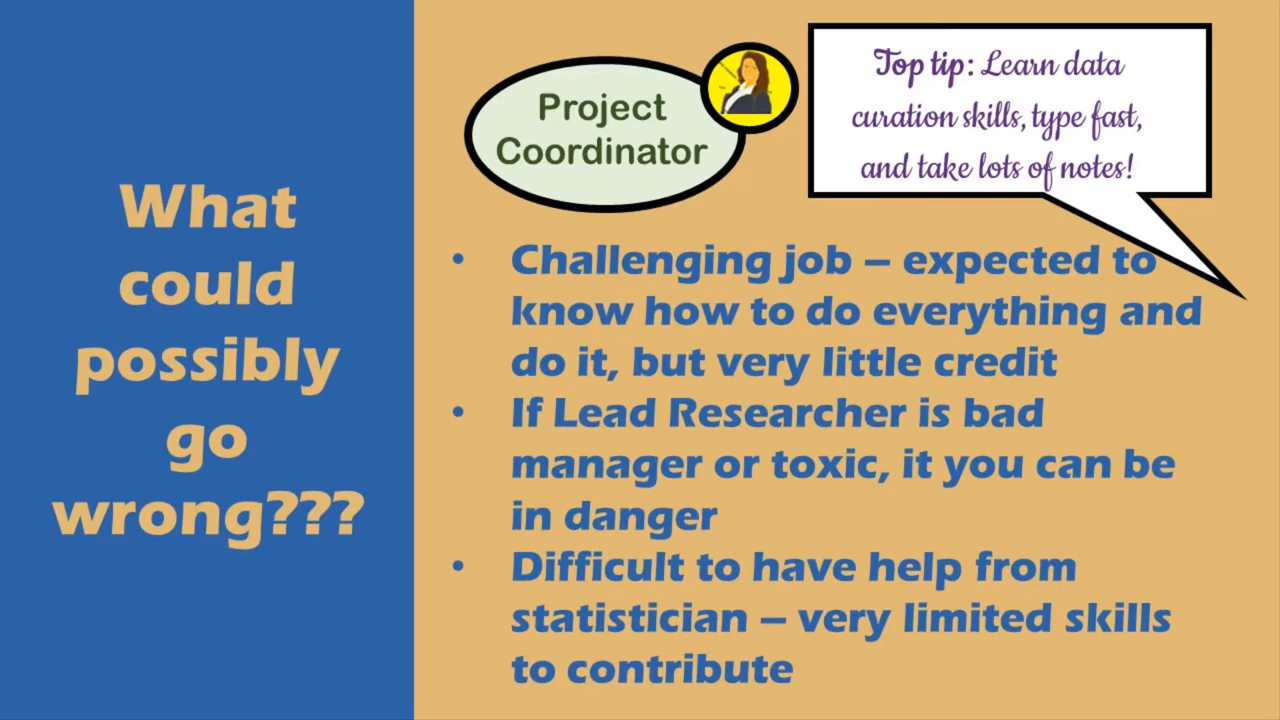 What
could
possibly
go
wrong???
Project
Coordinator
Top tip: Learn data
curation skills, type fast,
and take lots of notes!
• Challenging job – expected to
know how to do everything and
do it, but very little credit
• If Lead Researcher is bad
manager or toxic, it you can be
in danger
• Difficult to have help from
statistician – very limited skills
to contribute